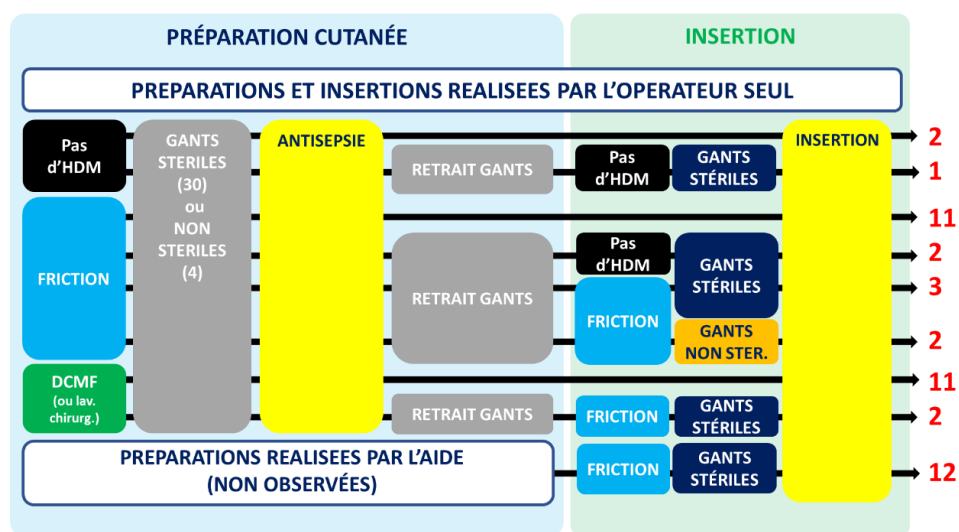 PRÉPARATION CUTANÉE
INSERTION
PREPARATIONS ET INSERTIONS REALISEES PAR L'OPERATEUR SEUL
Pas
d'HDM
GANTS
STERILES
(30)
ou
NON
STERILES
(4)
ANTISEPSIE
INSERTION
2
RETRAIT GANTS
Pas
d'HDM
GANTS
STÉRILES
1
FRICTION
11
RETRAIT GANTS
Pas
d'HDM
GANTS
STÉRILES
2
FRICTION
3
GANTS
NON STER.
2
DCMF
(ou lav.
chirurg.)
11
RETRAIT GANTS
FRICTION
GANTS
STÉRILES
2
PREPARATIONS REALISEES PAR L'AIDE
(NON OBSERVÉES)
FRICTION
GANTS
STÉRILES
12